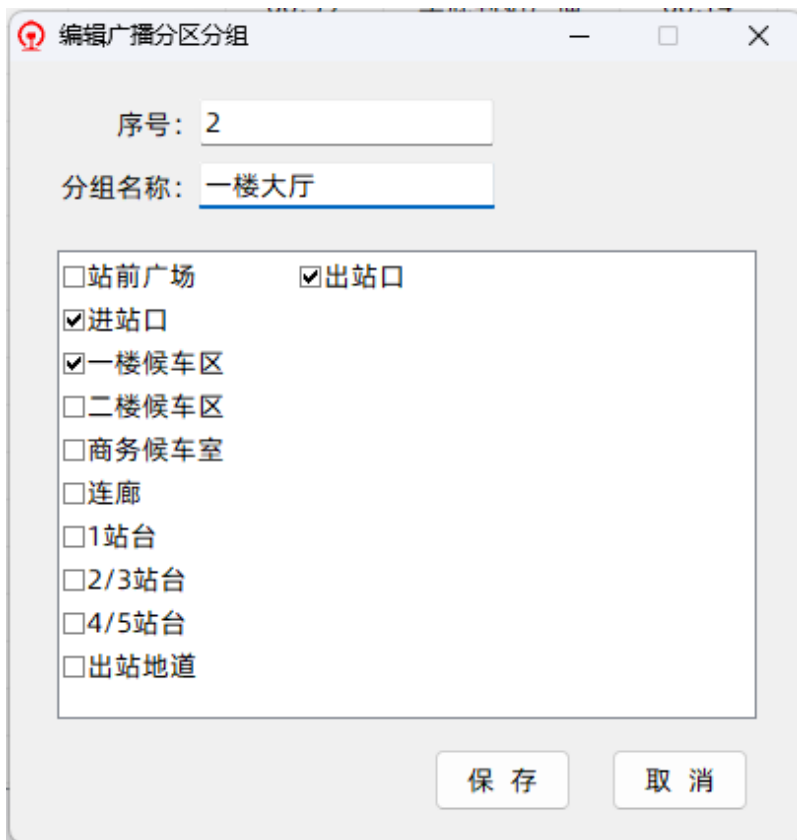 编辑广播分区分组
序号： 2
分组名称： 一楼大厅
站前广场 出站口
进站口
一楼候车区
二楼候车区
商务候车室
连廊
1站台
2/3站台
4/5站台
出站地道
保 存 取 消